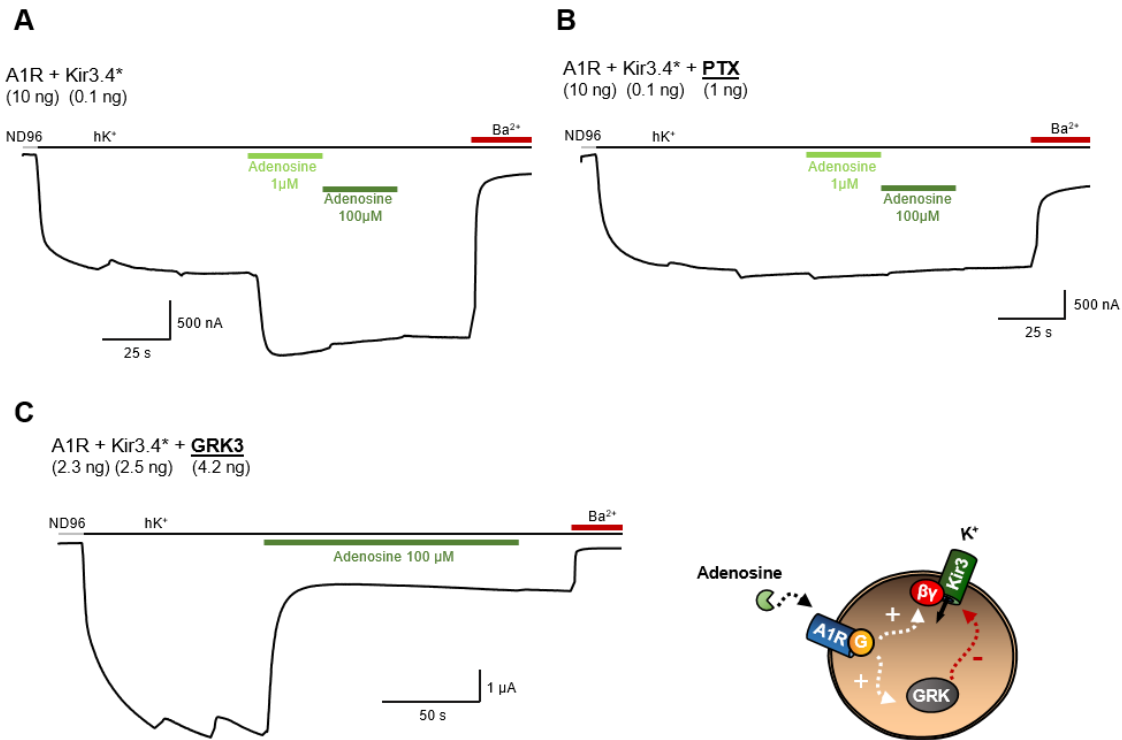 A
A1R + Kir3.4*
(10 ng) (0.1 ng)
ND96 hK⁺ Ba²⁺
Adenosine
1µM
Adenosine
100µM
500 nA
25 s
B
A1R + Kir3.4* + PTX
(10 ng) (0.1 ng) (1 ng)
ND96 hK⁺ Ba²⁺
Adenosine
1µM
Adenosine
100µM
500 nA
25 s
C
A1R + Kir3.4* + GRK3
(2.3 ng) (2.5 ng) (4.2 ng)
ND96 hK⁺ Ba²⁺
Adenosine 100 µM
1 µA
50 s
K⁺
Kir3
Adenosine
βγ
+
A1R G
+
-
GRK